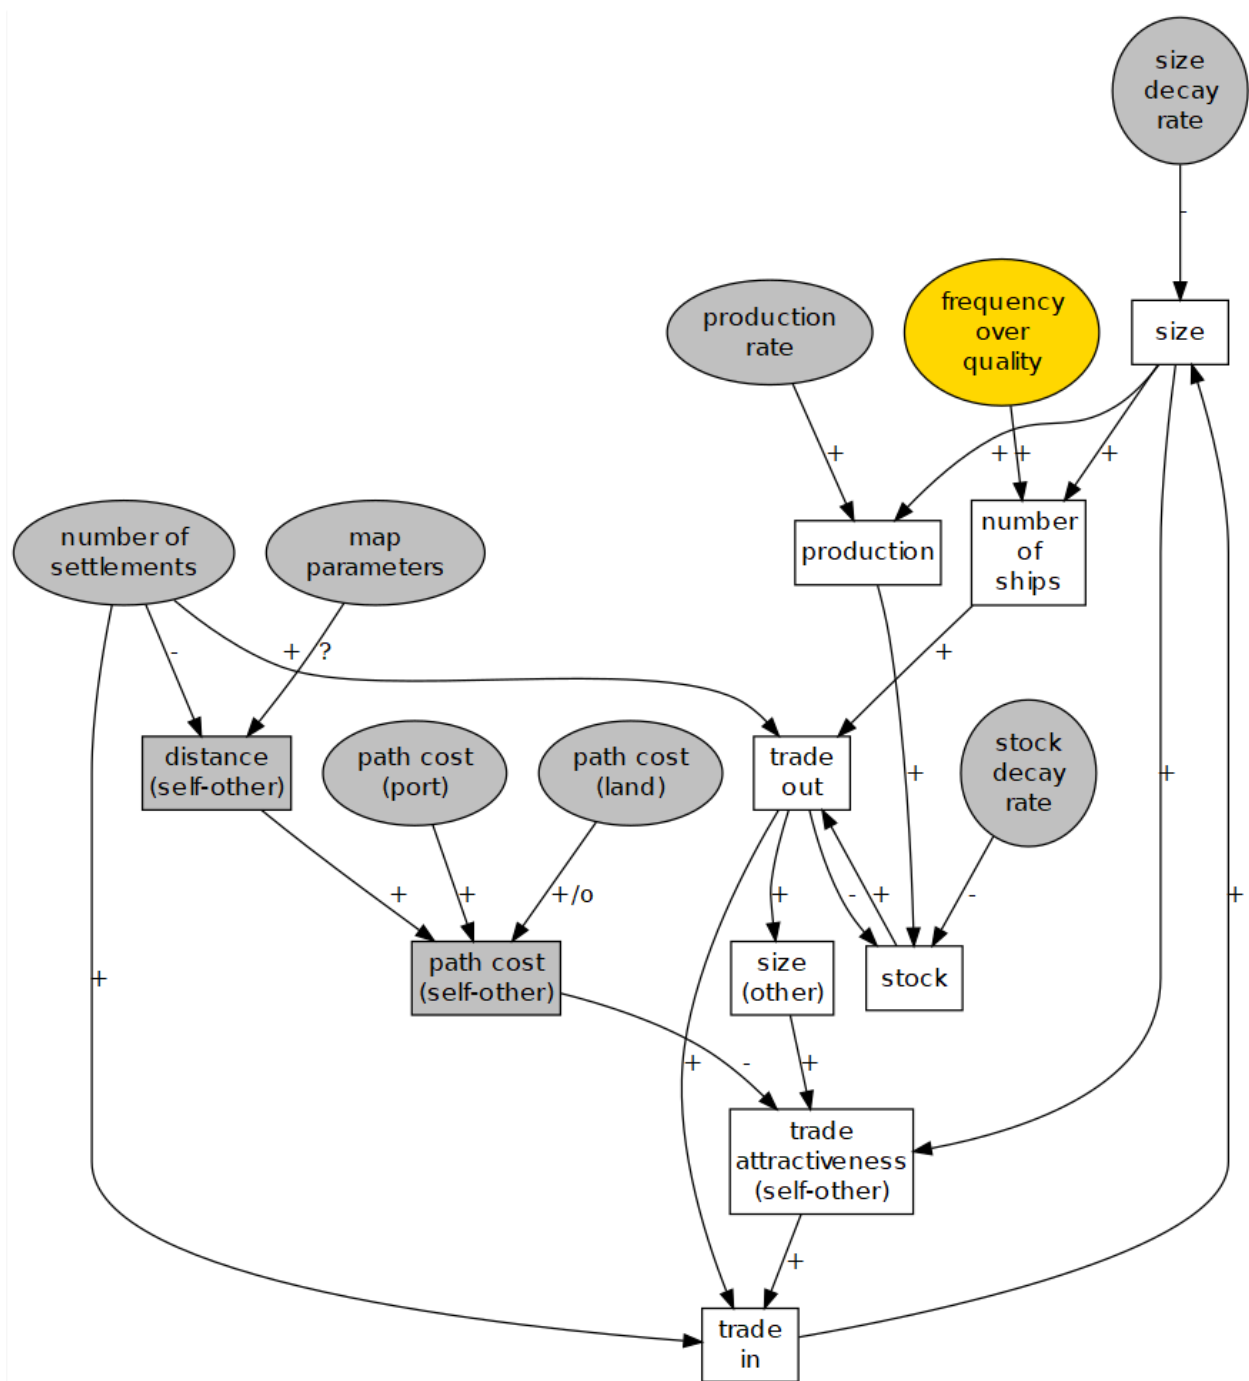 size
decay
rate
-
production
rate
frequency
over
quality
size
+
+
+
+
number of
settlements
map
parameters
production
number
of
ships
-
+
?
+
distance
(self-other)
path cost
(port)
path cost
(land)
trade
out
+
stock
decay
rate
+
+
+
+/o
+
-
+
-
+
+
path cost
(self-other)
size
(other)
stock
+
-
+
trade
attractiveness
(self-other)
+
trade
in